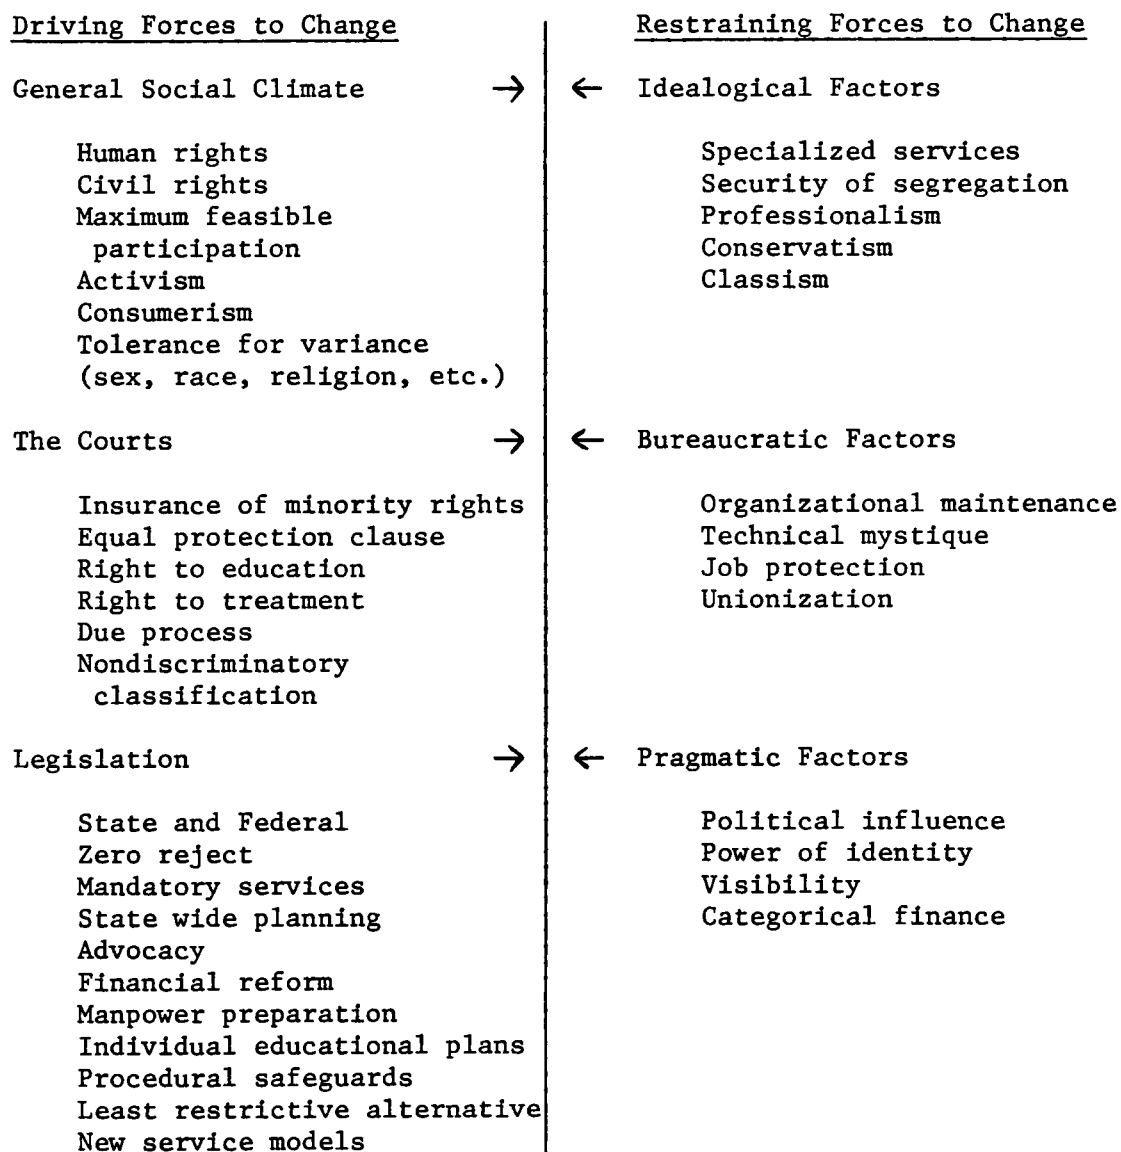 Driving Forces to Change
General Social Climate →
Human rights
Civil rights
Maximum feasible
participation
Activism
Consumerism
Tolerance for variance
(sex, race, religion, etc.)
The Courts →
Insurance of minority rights
Equal protection clause
Right to education
Right to treatment
Due process
Nondiscriminatory
classification
Legislation →
State and Federal
Zero reject
Mandatory services
State wide planning
Advocacy
Financial reform
Manpower preparation
Individual educational plans
Procedural safeguards
Least restrictive alternative
New service models
Restraining Forces to Change
← Idealogical Factors
Specialized services
Security of segregation
Professionalism
Conservatism
Classism
← Bureaucratic Factors
Organizational maintenance
Technical mystique
Job protection
Unionization
← Pragmatic Factors
Political influence
Power of identity
Visibility
Categorical finance